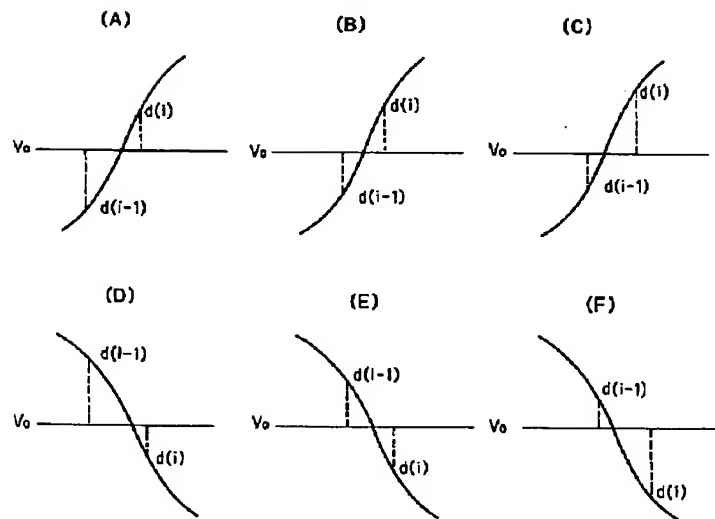 (A) (B) (C)
d(i) d(i) d(i)
Vo Vo Vo
d(i-1) d(i-1) d(i-1)
(D) (E) (F)
d(i-1) d(i-1) d(i-1)
Vo Vo Vo
d(i) d(i) d(i)